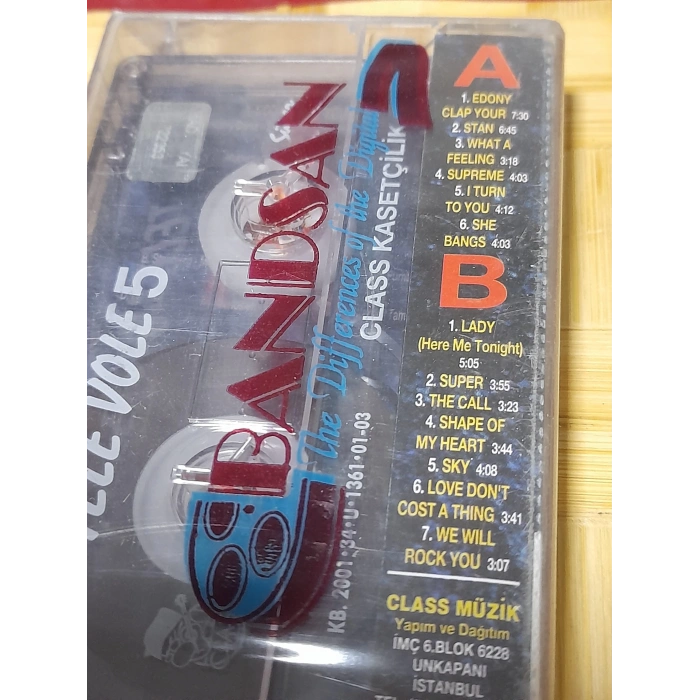 A
1. EDONY
CLAP YOUR 7:30
2. STAN 6:45
3. WHAT A
FEELING 3:18
4. SUPREME 4:03
5. I TURN
TO YOU 4:12
6. SHE
BANGS 4:03
B
1. LADY
(Here Me Tonight)
5:05
2. SUPER 3:55
3. THE CALL 3:23
4. SHAPE OF
MY HEART 3:44
5. SKY 4:08
6. LOVE DON'T
COST A THING 3:41
7. WE WILL
ROCK YOU 3:07
CLASS MÜZİK
Yapım ve Dağıtım
İMÇ 6.BLOK 6228
UNKAPANI
İSTANBUL
BANDSAN
The Differences of the Digital
CLASS KASETÇİLİK
KB. 2001•34•U•1361•01-03
VOLE 5